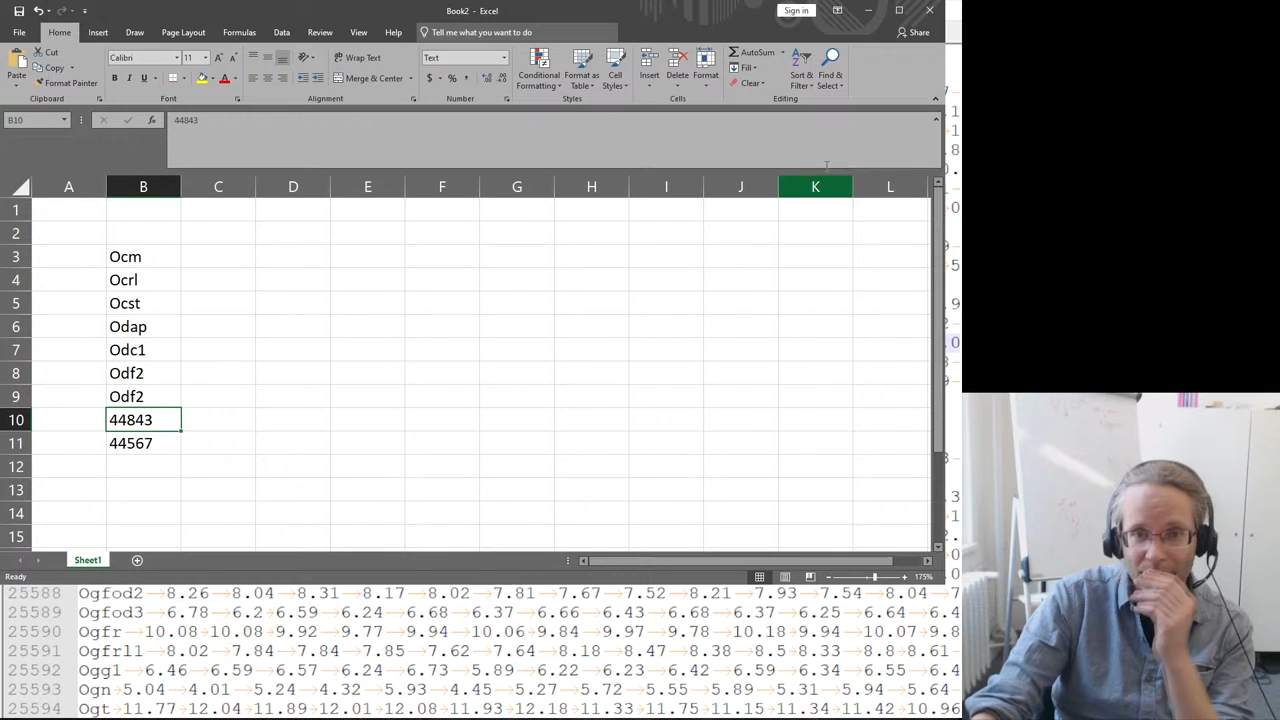 Book2 - Excel
Sign in
File Home Insert Draw Page Layout Formulas Data Review View Help Tell me what you want to do Share
Paste
Cut
Copy
Format Painter
Clipboard
Calibri 11
B I U
Font
Wrap Text
Merge & Center
Alignment
Text
$ %
Number
Conditional Formatting
Format as Table
Cell Styles
Styles
Insert Delete Format
Cells
AutoSum
Fill
Clear
Sort & Filter
Find & Select
Editing
B10 fx 44843
A B C D E F G H I J K L
1
2
3 Ocm
4 Ocrl
5 Ocst
6 Odap
7 Odc1
8 Odf2
9 Odf2
10 44843
11 44567
12
13
14
15
Sheet1
Ready 175%
25588 Ogfod2 8.26 8.04 8.31 8.17 8.02 7.81 7.67 7.52 8.21 7.93 7.54 8.04 7
25589 Ogfod3 6.78 6.2 6.59 6.24 6.68 6.37 6.66 6.43 6.68 6.37 6.25 6.64 6.4
25590 Ogfr 10.08 10.08 9.92 9.77 9.94 10.06 9.84 9.97 9.78 10.18 9.94 10.07 9.8
25591 Ogfrl1 8.02 7.84 7.84 7.85 7.62 7.64 8.18 8.47 8.38 8.5 8.8 8.61
25592 Ogg1 6.46 6.59 6.57 6.24 6.73 5.89 6.22 6.23 6.42 6.59 6.34 6.55 6.4
25593 Ogn 5.04 4.01 5.24 4.32 5.93 4.45 5.27 5.72 5.55 5.89 5.31 5.94 5.64
25594 Ogt 11.77 12.04 11.89 12.01 12.08 11.93 12.18 11.33 11.75 11.15 11.34 11.42 10.96